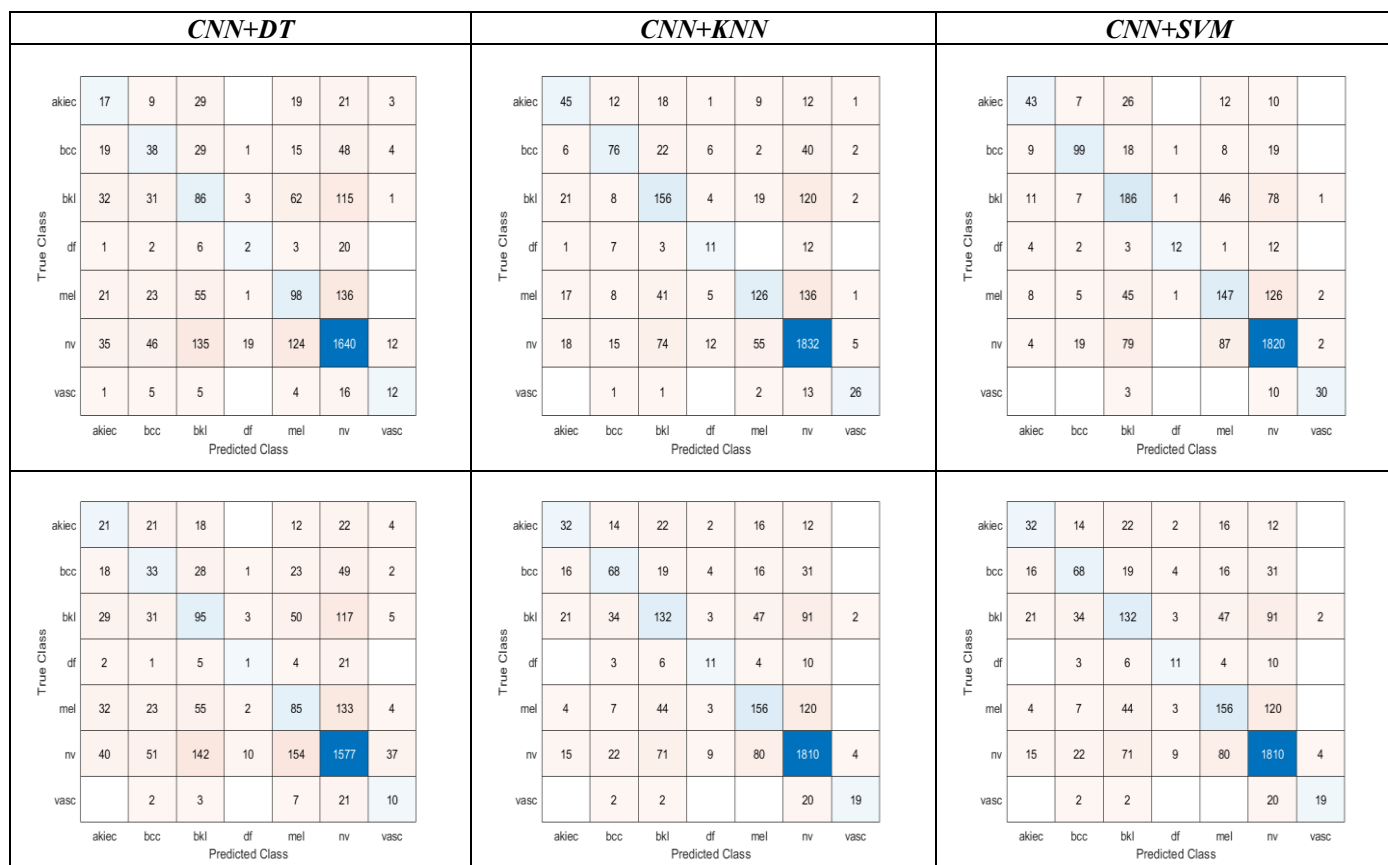 CNN+DT CNN+KNN CNN+SVM
akiec 17 9 29 19 21 3
bcc 19 38 29 1 15 48 4
bkl 32 31 86 3 62 115 1
df 1 2 6 2 3 20
mel 21 23 55 1 98 136
nv 35 46 135 19 124 1640 12
vasc 1 5 5 4 16 12
akiec bcc bkl df mel nv vasc
Predicted Class
True Class
akiec 45 12 18 1 9 12 1
bcc 6 76 22 6 2 40 2
bkl 21 8 156 4 19 120 2
df 1 7 3 11 12
mel 17 8 41 5 126 136 1
nv 18 15 74 12 55 1832 5
vasc 1 1 2 13 26
akiec bcc bkl df mel nv vasc
Predicted Class
True Class
akiec 43 7 26 12 10
bcc 9 99 18 1 8 19
bkl 11 7 186 1 46 78 1
df 4 2 3 12 1 12
mel 8 5 45 1 147 126 2
nv 4 19 79 87 1820 2
vasc 3 10 30
akiec bcc bkl df mel nv vasc
Predicted Class
True Class
akiec 21 21 18 12 22 4
bcc 18 33 28 1 23 49 2
bkl 29 31 95 3 50 117 5
df 2 1 5 1 4 21
mel 32 23 55 2 85 133 4
nv 40 51 142 10 154 1577 37
vasc 2 3 7 21 10
akiec bcc bkl df mel nv vasc
Predicted Class
True Class
akiec 32 14 22 2 16 12
bcc 16 68 19 4 16 31
bkl 21 34 132 3 47 91 2
df 3 6 11 4 10
mel 4 7 44 3 156 120
nv 15 22 71 9 80 1810 4
vasc 2 2 20 19
akiec bcc bkl df mel nv vasc
Predicted Class
True Class
akiec 32 14 22 2 16 12
bcc 16 68 19 4 16 31
bkl 21 34 132 3 47 91 2
df 3 6 11 4 10
mel 4 7 44 3 156 120
nv 15 22 71 9 80 1810 4
vasc 2 2 20 19
akiec bcc bkl df mel nv vasc
Predicted Class
True Class